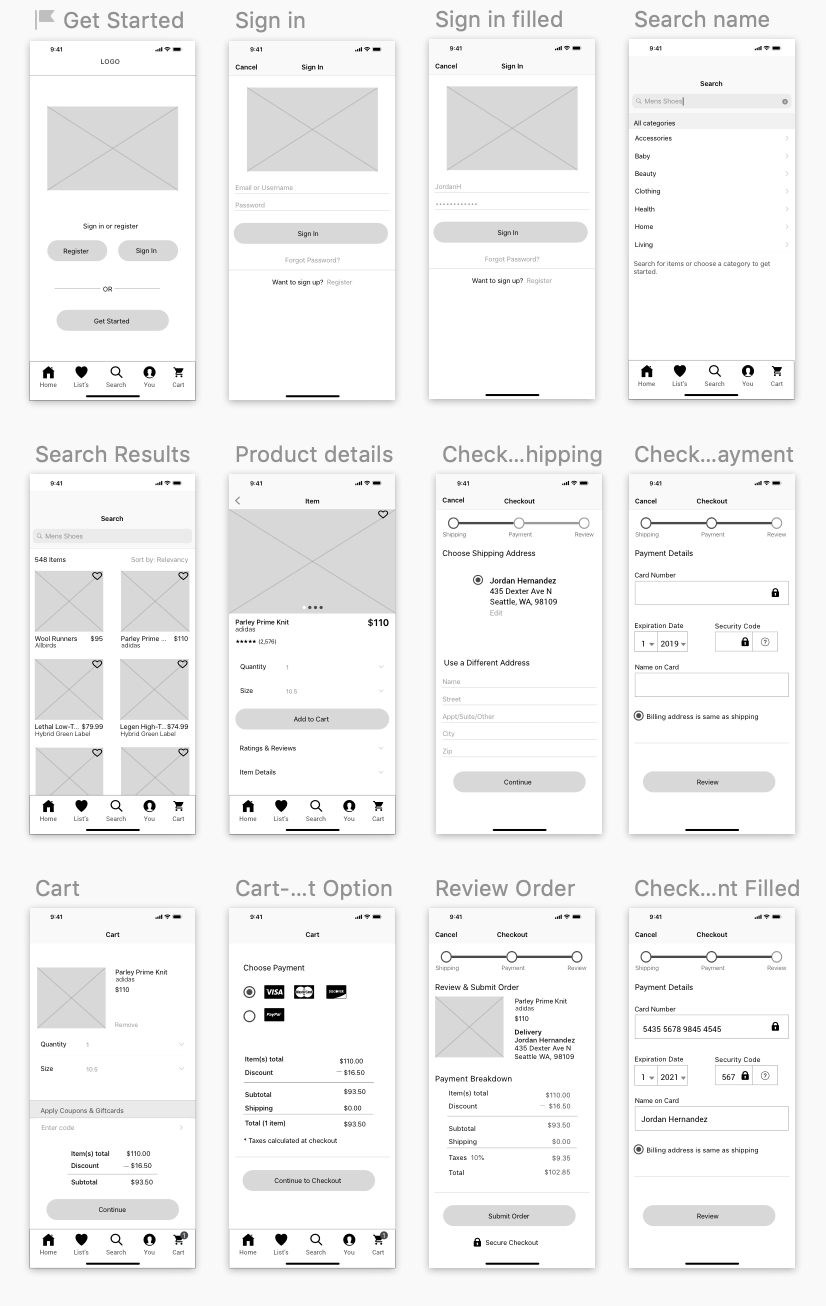 Get Started
9:41
LOGO
Sign in or register
Register
Sign In
OR
Get Started
Home List's Search You Cart
Sign in
9:41
Cancel Sign In
Email or Username
Password
Sign In
Forgot Password?
Want to sign up? Register
Sign in filled
9:41
Cancel Sign In
JordanH
Sign In
Forgot Password?
Want to sign up? Register
Search name
9:41
Search
Mens Shoes
All categories
Accessories
Baby
Beauty
Clothing
Health
Home
Living
Search for items or choose a category to get
started.
Home List's Search You Cart
Search Results
9:41
Search
Mens Shoes
548 items Sort by: Relevancy
Wool Runners $95
Allbirds
Parley Prime ... $110
adidas
Lethal Low-T... $79.99
Hybrid Green Label
Legen High-T... $74.99
Hybrid Green Label
Home List's Search You Cart
Product details
9:41
Item
Parley Prime Knit $110
adidas
★★★★★ (2,576)
Quantity 1
Size 10.5
Add to Cart
Ratings & Reviews
Item Details
Home List's Search You Cart
Check...hipping
9:41
Cancel Checkout
Shipping Payment Review
Choose Shipping Address
Jordan Hernandez
435 Dexter Ave N
Seattle, WA, 98109
Edit
Use a Different Address
Name
Street
Appt/Suite/Other
City
Zip
Continue
Check...ayment
9:41
Cancel Checkout
Shipping Payment Review
Payment Details
Card Number
Expiration Date Security Code
1 2019 ?
Name on Card
Billing address is same as shipping
Review
Cart
9:41
Cart
Parley Prime Knit
adidas
$110
Remove
Quantity 1
Size 10.5
Apply Coupons & Giftcards
Enter code
Item(s) total $110.00
Discount — $16.50
Subtotal $93.50
Continue
Home List's Search You Cart 1
Cart-...t Option
9:41
Cart
Choose Payment
VISA MasterCard DISCOVER
PayPal
Item(s) total $110.00
Discount — $16.50
Subtotal $93.50
Shipping $0.00
Total (1 item) $93.50
* Taxes calculated at checkout
Continue to Checkout
Home List's Search You Cart 1
Review Order
9:41
Cancel Checkout
Shipping Payment Review
Review & Submit Order
Parley Prime Knit
adidas
$110
Delivery
Jordan Hernandez
435 Dexter Ave N
Seattle WA, 98109
Payment Breakdown
Item(s) total $110.00
Discount — $16.50
Subtotal $93.50
Shipping $0.00
Taxes 10% $9.35
Total $102.85
Submit Order
Secure Checkout
Check...nt Filled
9:41
Cancel Checkout
Shipping Payment Review
Payment Details
Card Number
5435 5678 9845 4545
Expiration Date Security Code
1 2021 567 ?
Name on Card
Jordan Hernandez
Billing address is same as shipping
Review